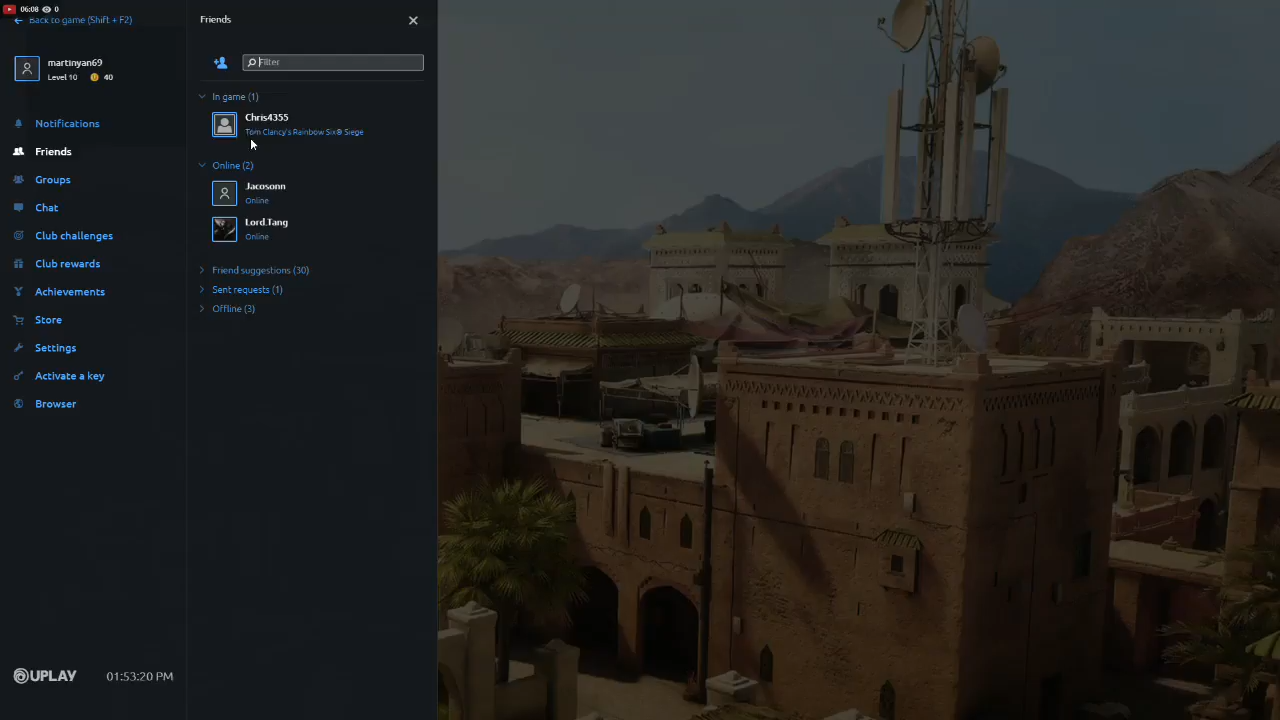 06:08 0
Back to game (Shift + F2)
martinyan69
Level 10 40
Notifications
Friends
Groups
Chat
Club challenges
Club rewards
Achievements
Store
Settings
Activate a key
Browser
UPLAY 01:53:20 PM
Friends
Filter
In game (1)
Chris4355
Tom Clancy's Rainbow Six® Siege
Online (2)
Jacosonn
Online
Lord.Tang
Online
Friend suggestions (30)
Sent requests (1)
Offline (3)